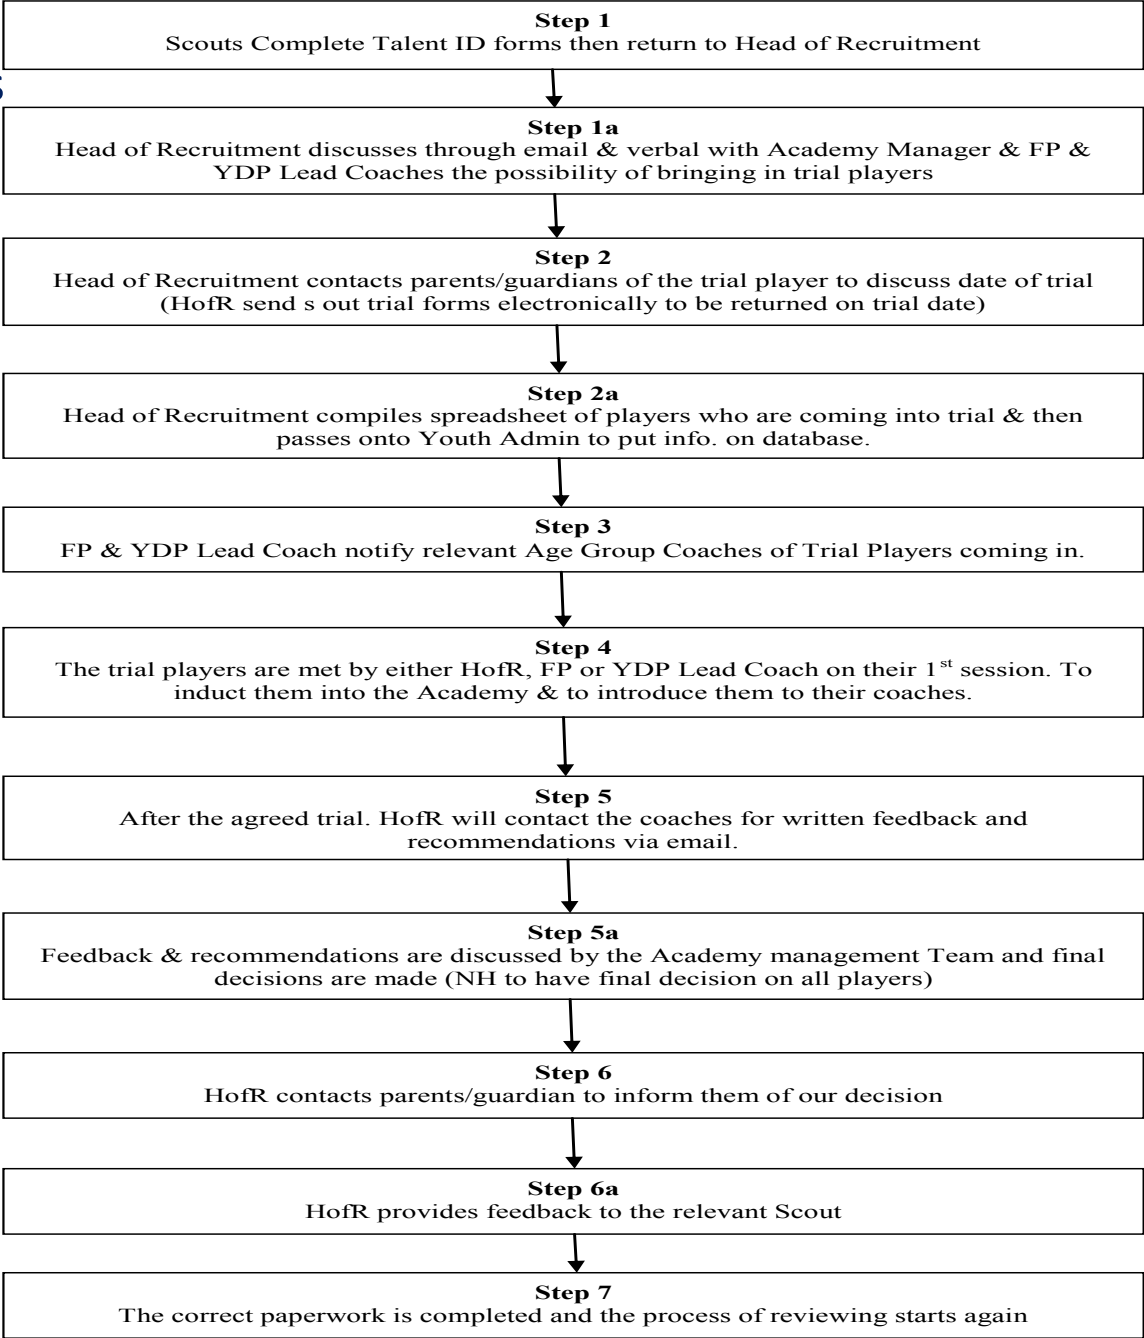 Step 1
Scouts Complete Talent ID forms then return to Head of Recruitment
s
Step 1a
Head of Recruitment discusses through email & verbal with Academy Manager & FP &
YDP Lead Coaches the possibility of bringing in trial players
Step 2
Head of Recruitment contacts parents/guardians of the trial player to discuss date of trial
(HofR send s out trial forms electronically to be returned on trial date)
Step 2a
Head of Recruitment compiles spreadsheet of players who are coming into trial & then
passes onto Youth Admin to put info. on database.
Step 3
FP & YDP Lead Coach notify relevant Age Group Coaches of Trial Players coming in.
Step 4
The trial players are met by either HofR, FP or YDP Lead Coach on their 1st session. To
induct them into the Academy & to introduce them to their coaches.
Step 5
After the agreed trial. HofR will contact the coaches for written feedback and
recommendations via email.
Step 5a
Feedback & recommendations are discussed by the Academy management Team and final
decisions are made (NH to have final decision on all players)
Step 6
HofR contacts parents/guardian to inform them of our decision
Step 6a
HofR provides feedback to the relevant Scout
Step 7
The correct paperwork is completed and the process of reviewing starts again